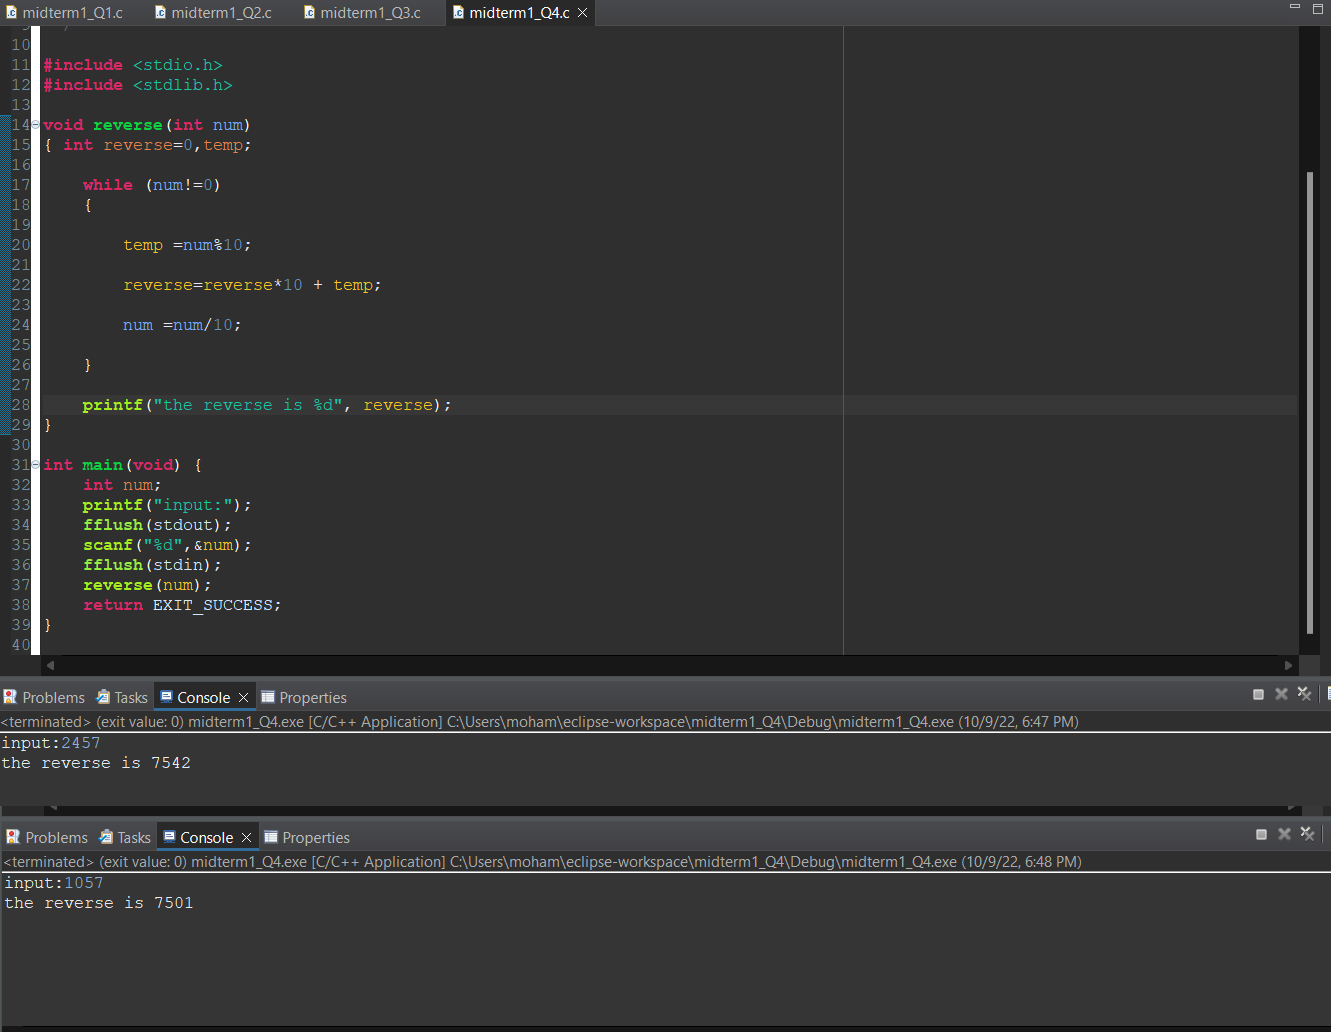 midterm1_Q1.c midterm1_Q2.c midterm1_Q3.c midterm1_Q4.c
10
11 #include <stdio.h>
12 #include <stdlib.h>
13
14 void reverse(int num)
15 { int reverse=0,temp;
16
17 while (num!=0)
18 {
19
20 temp =num%10;
21
22 reverse=reverse*10 + temp;
23
24 num =num/10;
25
26 }
27
28 printf("the reverse is %d", reverse);
29 }
30
31 int main(void) {
32 int num;
33 printf("input:");
34 fflush(stdout);
35 scanf("%d",&num);
36 fflush(stdin);
37 reverse(num);
38 return EXIT_SUCCESS;
39 }
40
Problems Tasks Console Properties
<terminated> (exit value: 0) midterm1_Q4.exe [C/C++ Application] C:\Users\moham\eclipse-workspace\midterm1_Q4\Debug\midterm1_Q4.exe (10/9/22, 6:47 PM)
input:2457
the reverse is 7542
Problems Tasks Console Properties
<terminated> (exit value: 0) midterm1_Q4.exe [C/C++ Application] C:\Users\moham\eclipse-workspace\midterm1_Q4\Debug\midterm1_Q4.exe (10/9/22, 6:48 PM)
input:1057
the reverse is 7501